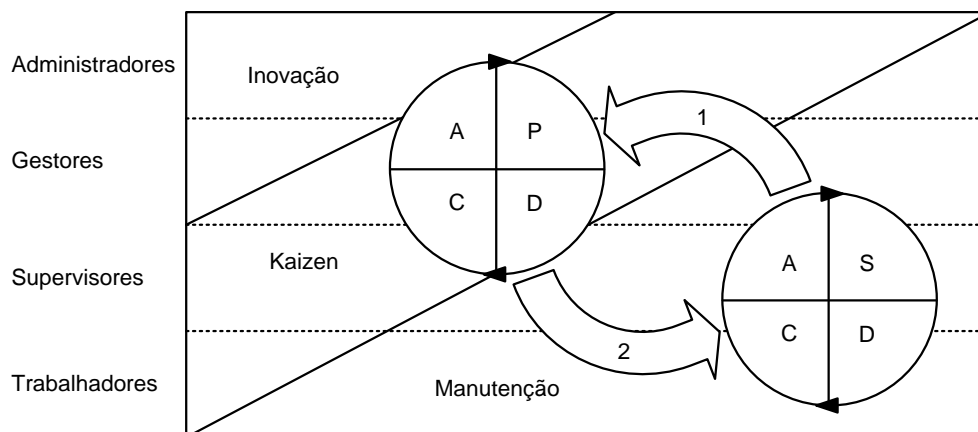 Administradores
Inovação
1
A P
Gestores
C D
A S
Supervisores
Kaizen
C D
2
Trabalhadores
Manutenção